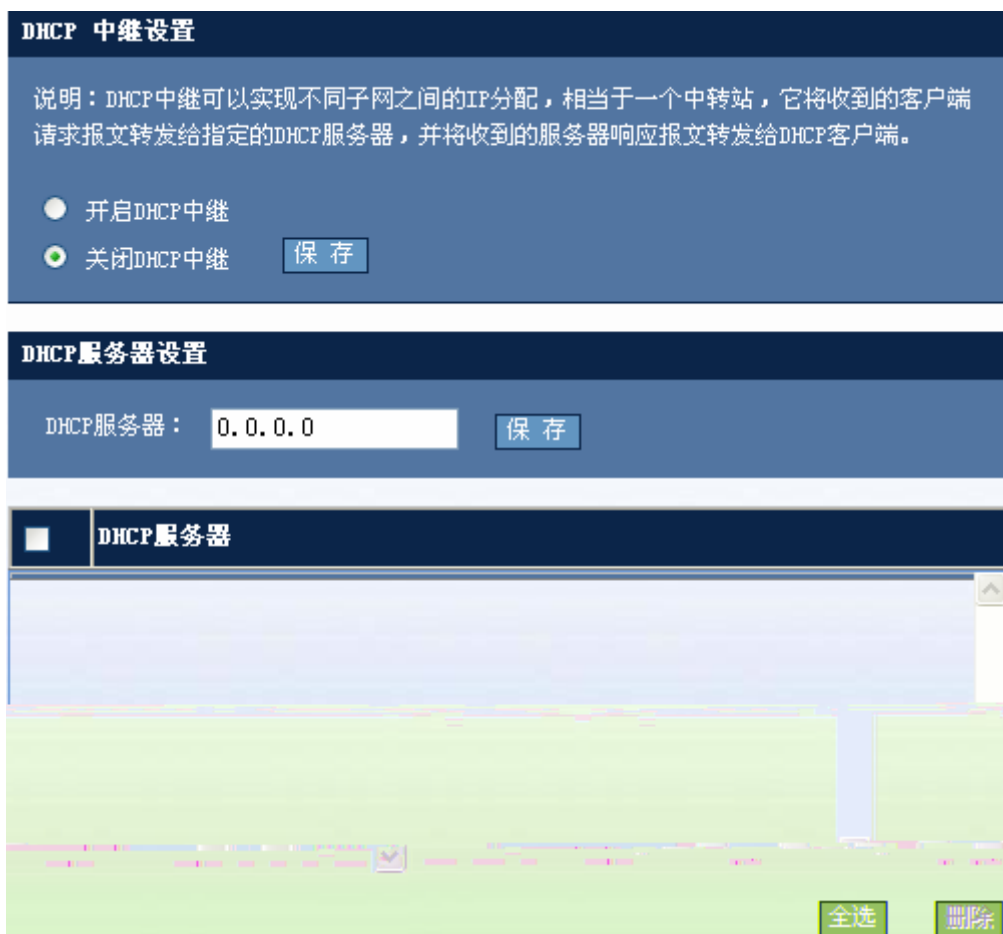 DHCP 中继设置
说明：DHCP中继可以实现不同子网之间的IP分配，相当于一个中转站，它将收到的客户端
请求报文转发给指定的DHCP服务器，并将收到的服务器响应报文转发给DHCP客户端。
开启DHCP中继
关闭DHCP中继 保 存
DHCP服务器设置
DHCP服务器： 0.0.0.0 保 存
DHCP服务器
全选 删除